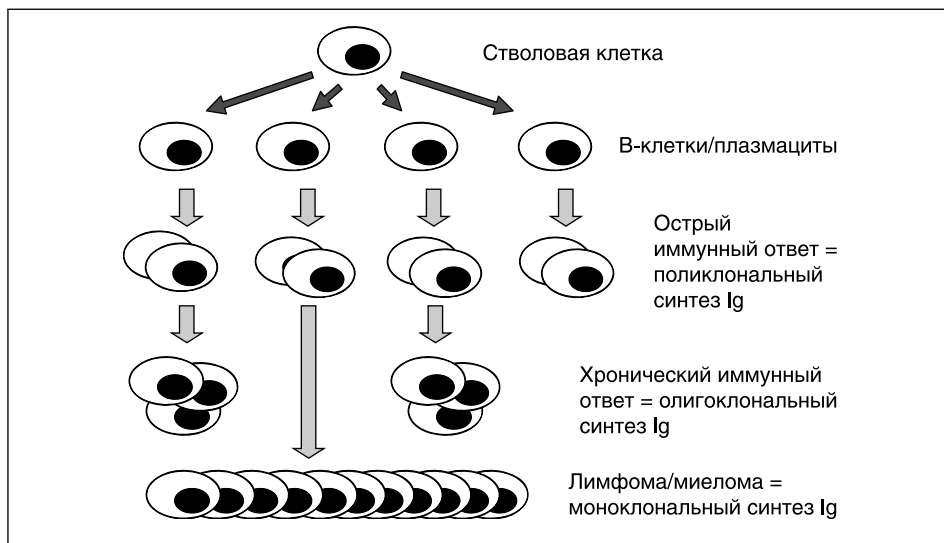 Стволовая клетка
В-клетки/плазмациты
Острый
иммунный ответ =
поликлональный
синтез Ig
Хронический иммунный
ответ = олигоклональный
синтез Ig
Лимфома/миелома =
моноклональный синтез Ig